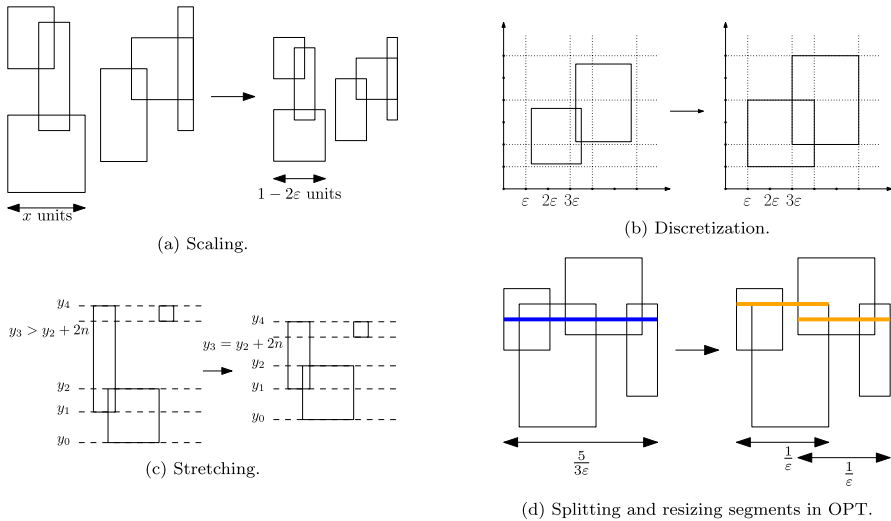 x units
1 − 2ε units
(a) Scaling.
ε 2ε 3ε
ε 2ε 3ε
(b) Discretization.
y4
y3 > y2 + 2n
y2
y1
y0
y4
y3 = y2 + 2n
y2
y1
y0
(c) Stretching.
5/3ε
1/ε
1/ε
(d) Splitting and resizing segments in OPT.